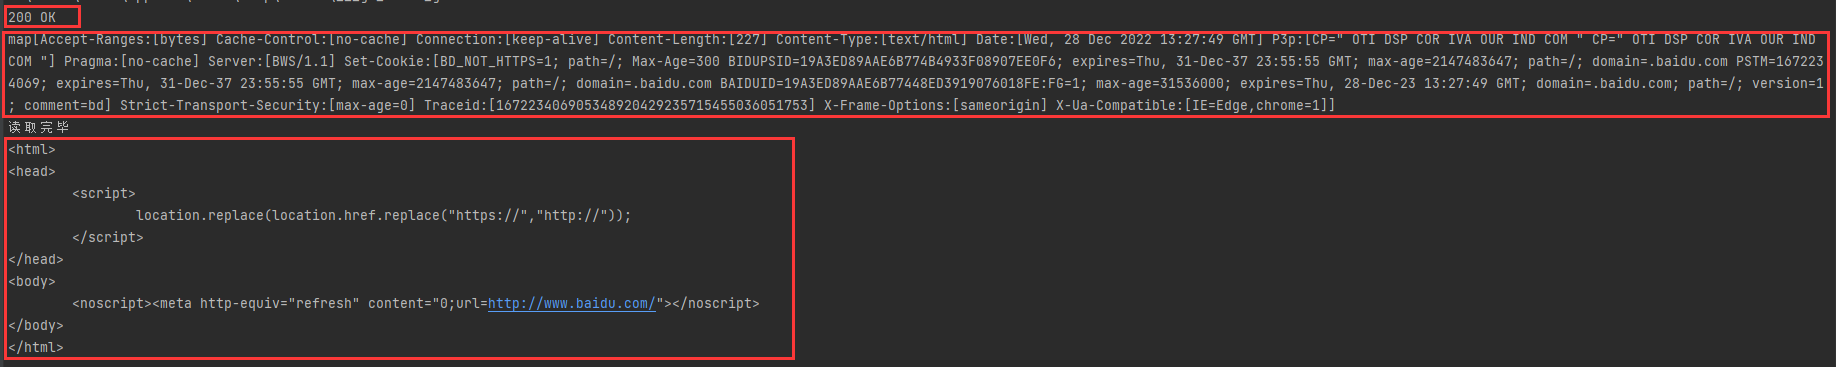 200 OK
map[Accept-Ranges:[bytes] Cache-Control:[no-cache] Connection:[keep-alive] Content-Length:[227] Content-Type:[text/html] Date:[Wed, 28 Dec 2022 13:27:49 GMT] P3p:[CP=" OTI DSP COR IVA OUR IND COM " CP=" OTI DSP COR IVA OUR IND
COM "] Pragma:[no-cache] Server:[BWS/1.1] Set-Cookie:[BD_NOT_HTTPS=1; path=/; Max-Age=300 BIDUPSID=19A3ED89AAE6B774B4933F08907EE0F6; expires=Thu, 31-Dec-37 23:55:55 GMT; max-age=2147483647; path=/; domain=.baidu.com PSTM=167223
4069; expires=Thu, 31-Dec-37 23:55:55 GMT; max-age=2147483647; path=/; domain=.baidu.com BAIDUID=19A3ED89AAE6B77448ED3919076018FE:FG=1; max-age=31536000; expires=Thu, 28-Dec-23 13:27:49 GMT; domain=.baidu.com; path=/; version=1
; comment=bd] Strict-Transport-Security:[max-age=0] Traceid:[1672234069053489204292357154550360517​53] X-Frame-Options:[sameorigin] X-Ua-Compatible:[IE=Edge,chrome=1]]
读取完毕
<html>
<head>
	<script>
		location.replace(location.href.replace("https://","http://"));
	</script>
</head>
<body>
	<noscript><meta http-equiv="refresh" content="0;url=http://www.baidu.com/"></noscript>
</body>
</html>